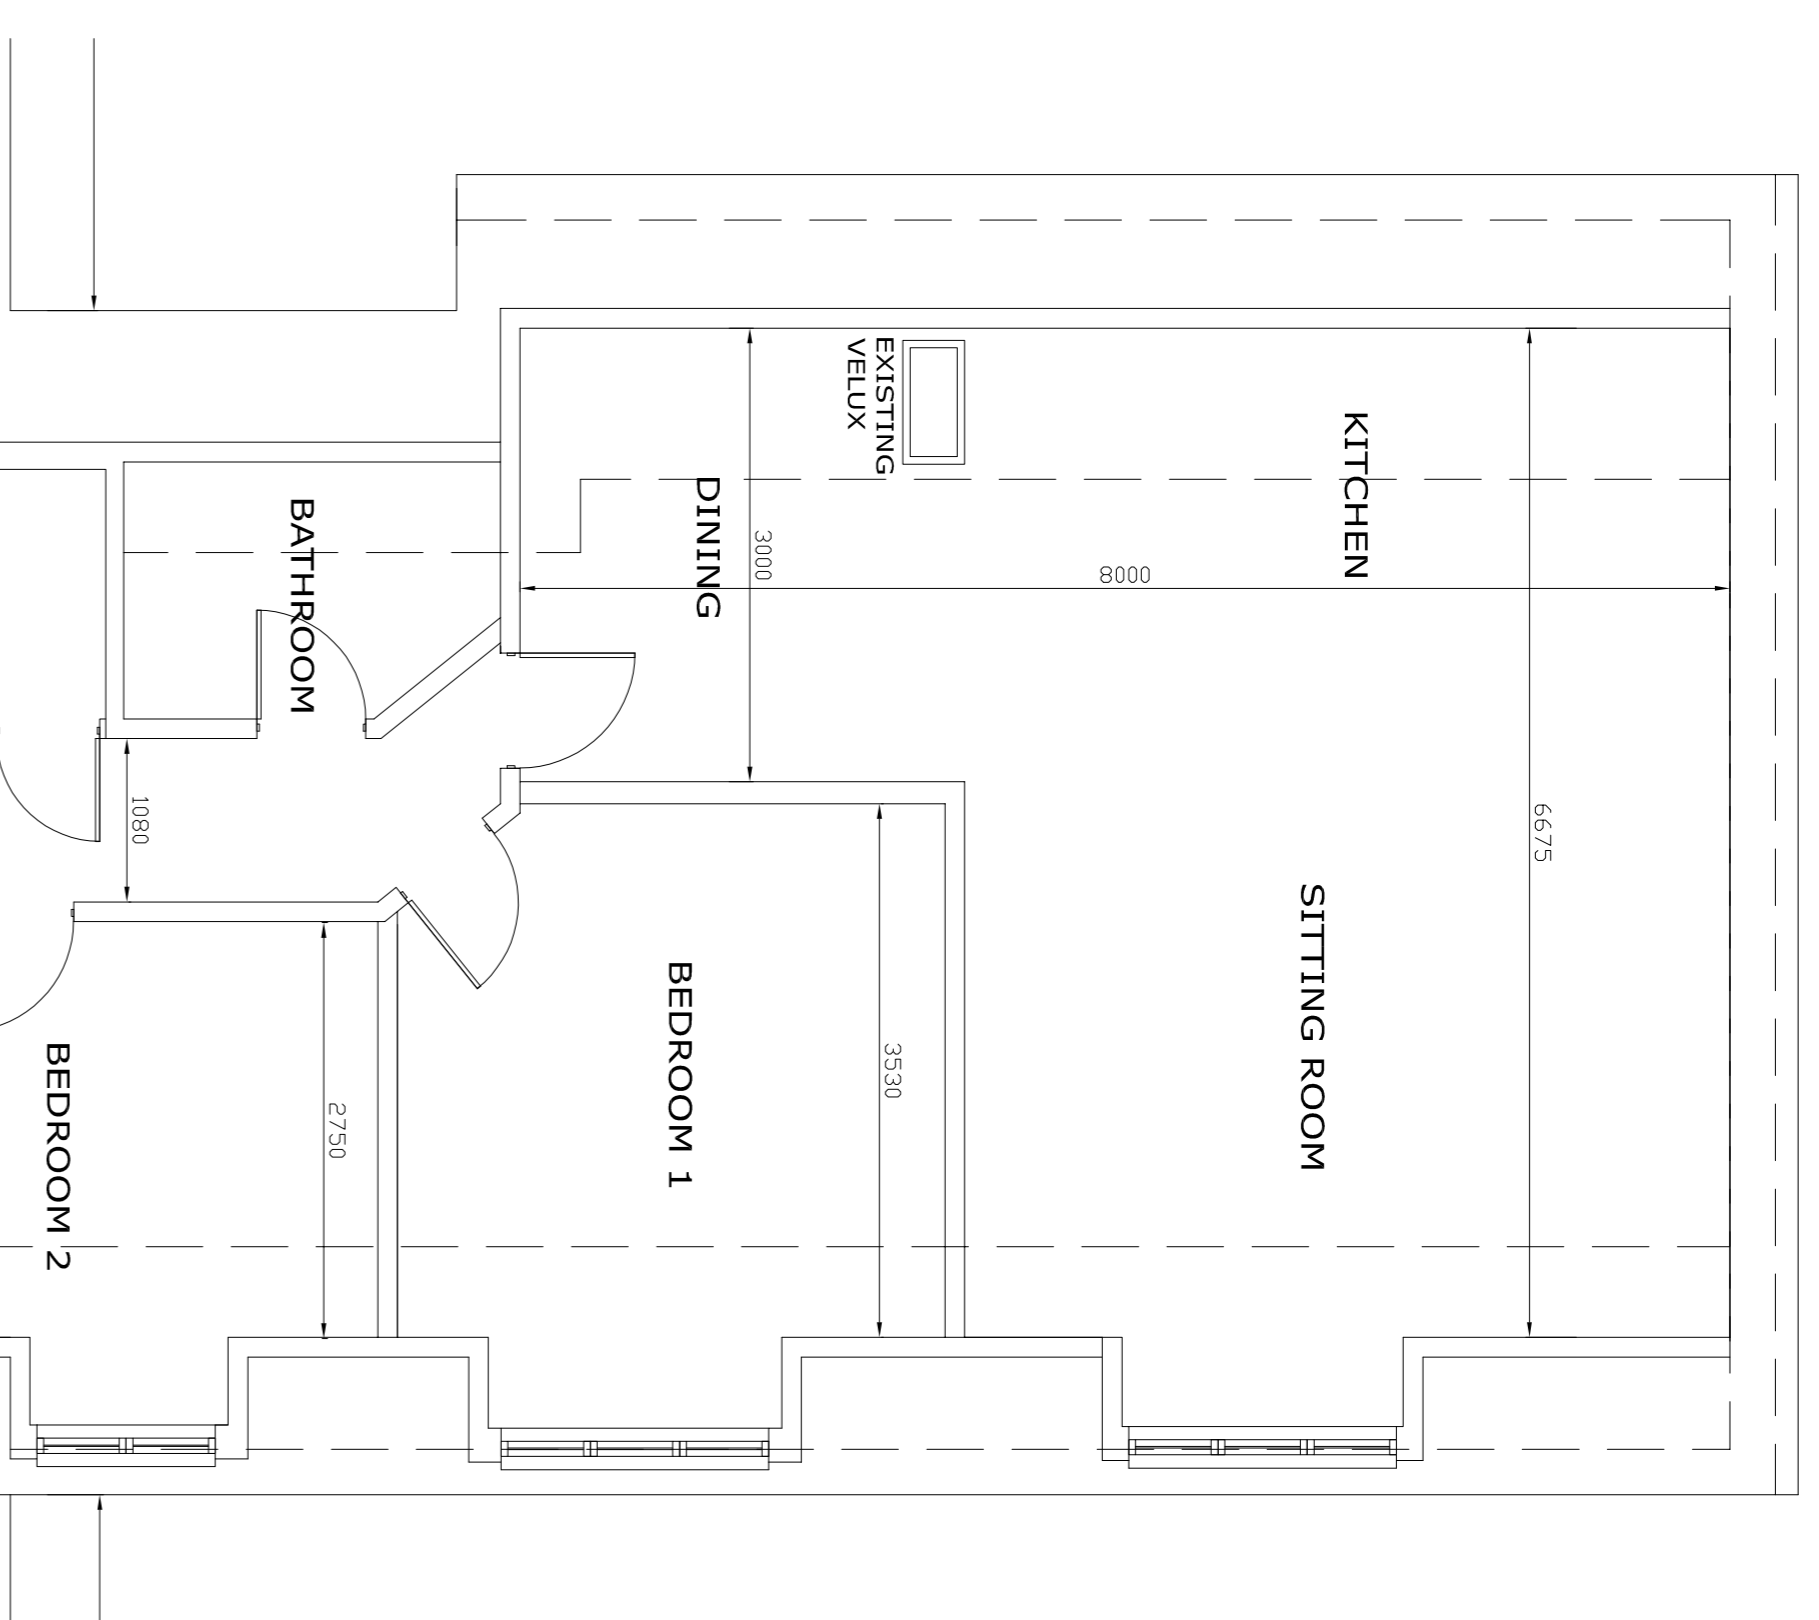 KITCHEN
EXISTING
VELUX
DINING
3000
8000
BATHROOM
6675
1080
SITTING ROOM
BEDROOM 1
3530
BEDROOM 2
2750